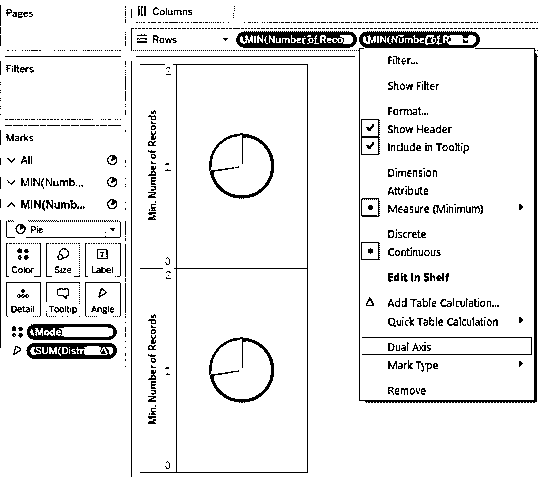 Pages
Columns
Rows
MIN(Number of Reco
MIN(Number of R
Filters
Marks
All
MIN(Numb...
MIN(Numb...
Pie
Color
Size
Label
Detail
Tooltip
Angle
Mode
SUM(Distr
Min. Number of Records
2
1
0
Min. Number of Records
2
1
0
Filter...
Show Filter
Format...
Show Header
Include in Tooltip
Dimension
Attribute
Measure (Minimum)
Discrete
Continuous
Edit in Shelf
Add Table Calculation...
Quick Table Calculation
Dual Axis
Mark Type
Remove